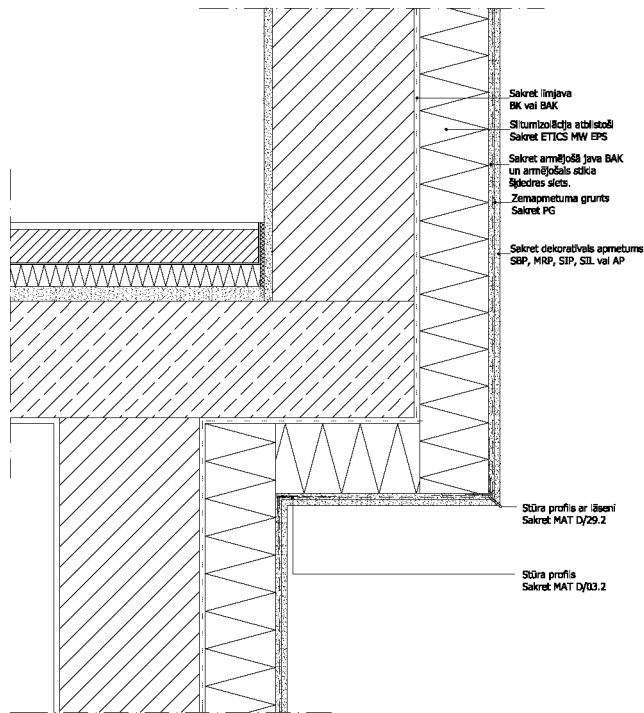 Sakret līmjava
BK vai BAK
Siltumizolācija atbilstoši
Sakret ETICS MW EPS
Sakret armējošā java BAK
un armējošais stikla
šķiedras siets.
Zemapmetuma grunts
Sakret PG
Sakret dekoratīvais apmetums
SBP, MRP, SIP, SIL vai AP
Stūra profils ar lāseni
Sakret MAT D/29.2
Stūra profils
Sakret MAT D/03.2